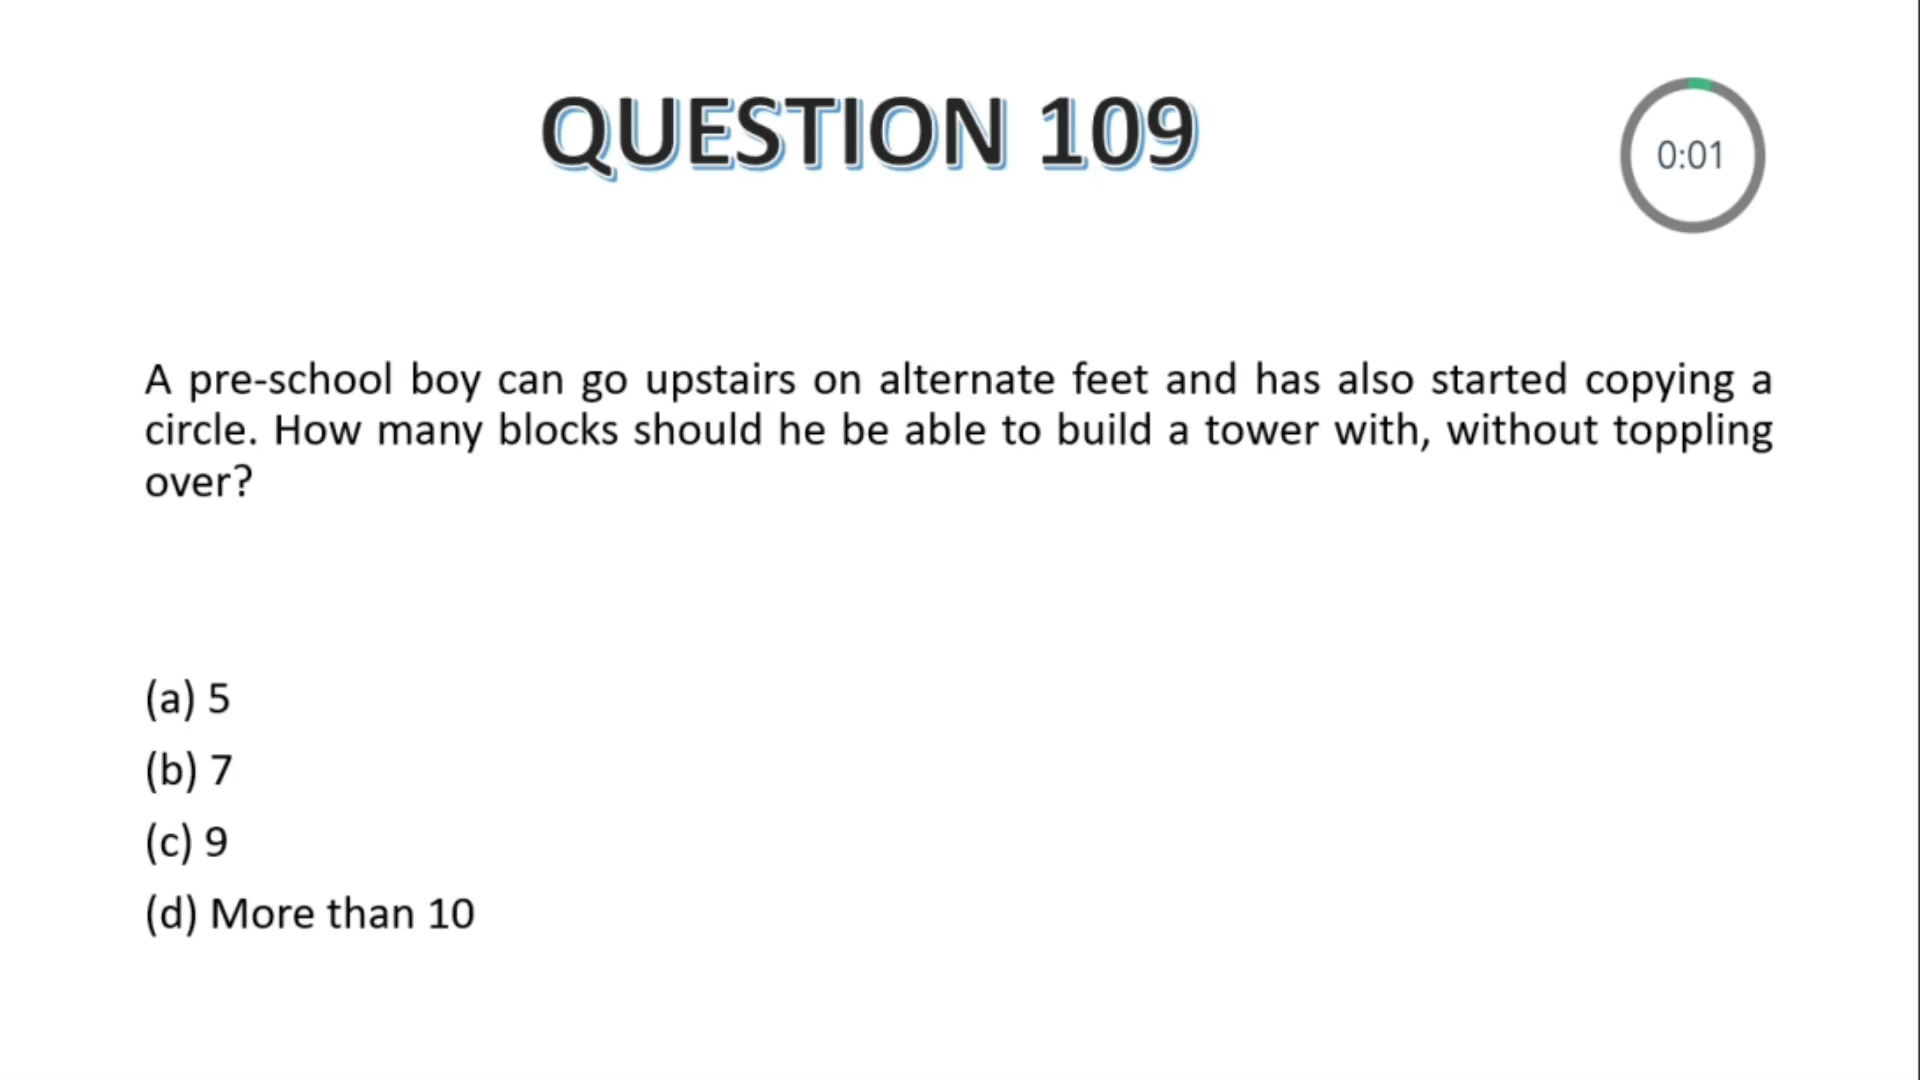 QUESTION 109
0:01
A pre-school boy can go upstairs on alternate feet and has also started copying a
circle. How many blocks should he be able to build a tower with, without toppling
over?
(a) 5
(b) 7
(c) 9
(d) More than 10